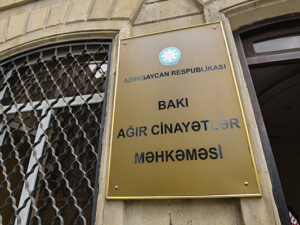 AZƏRBAYCAN RESPUBLİKASI
BAKI
AĞIR CİNAYƏTLƏR
MƏHKƏMƏSİ